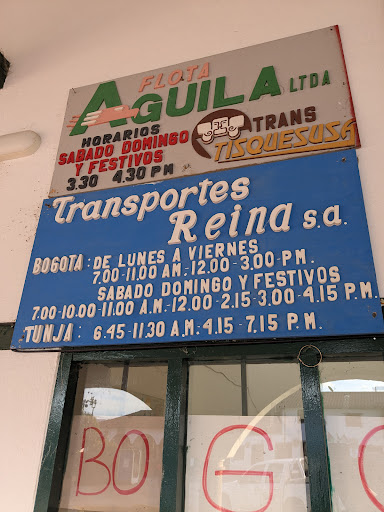 FLOTA
AGUILA LTDA
HORARIOS
SABADO DOMINGO
Y FESTIVOS
3.30 4.30 PM
TRANS
TISQUESUSA
Transportes
Reina s.a.
BOGOTA: DE LUNES A VIERNES
7.00-11.00 AM.-12.00-3.00-PM.
SABADO DOMINGO Y FESTIVOS
7.00-10.00-11.00 A.M.-12.00-2.15-3.00-4.15 P.M.
TUNJA: 6.45-11.30 A.M.-4.15-7.15 P.M.
BO G